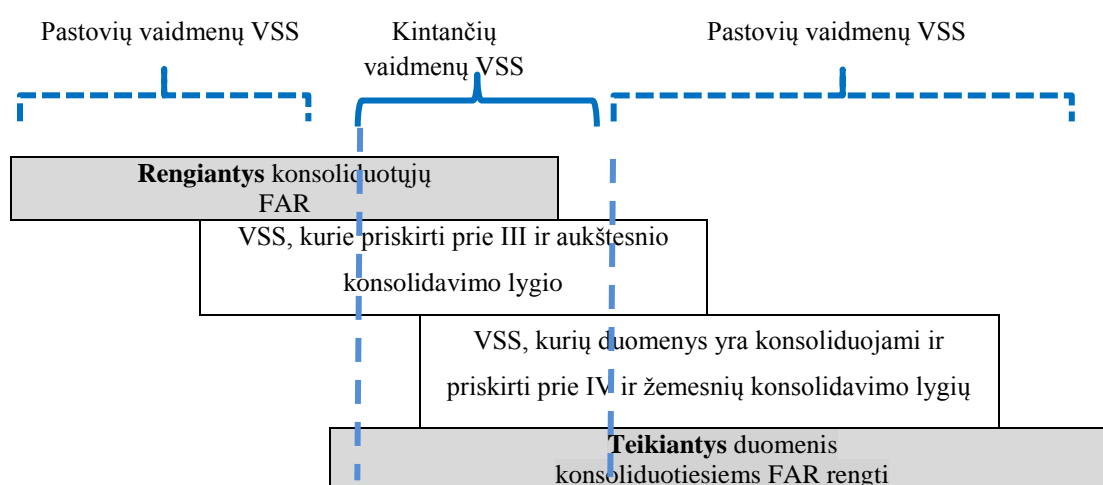 Pastovių vaidmenų VSS
Kintančių
vaidmenų VSS
Pastovių vaidmenų VSS
Rengiantys konsoliduotųjų
FAR
VSS, kurie priskirti prie III ir aukštesnio
konsolidavimo lygio
VSS, kurių duomenys yra konsoliduojami ir
priskirti prie IV ir žemesnių konsolidavimo lygių
Teikiantys duomenis
konsoliduotiesiems FAR rengti